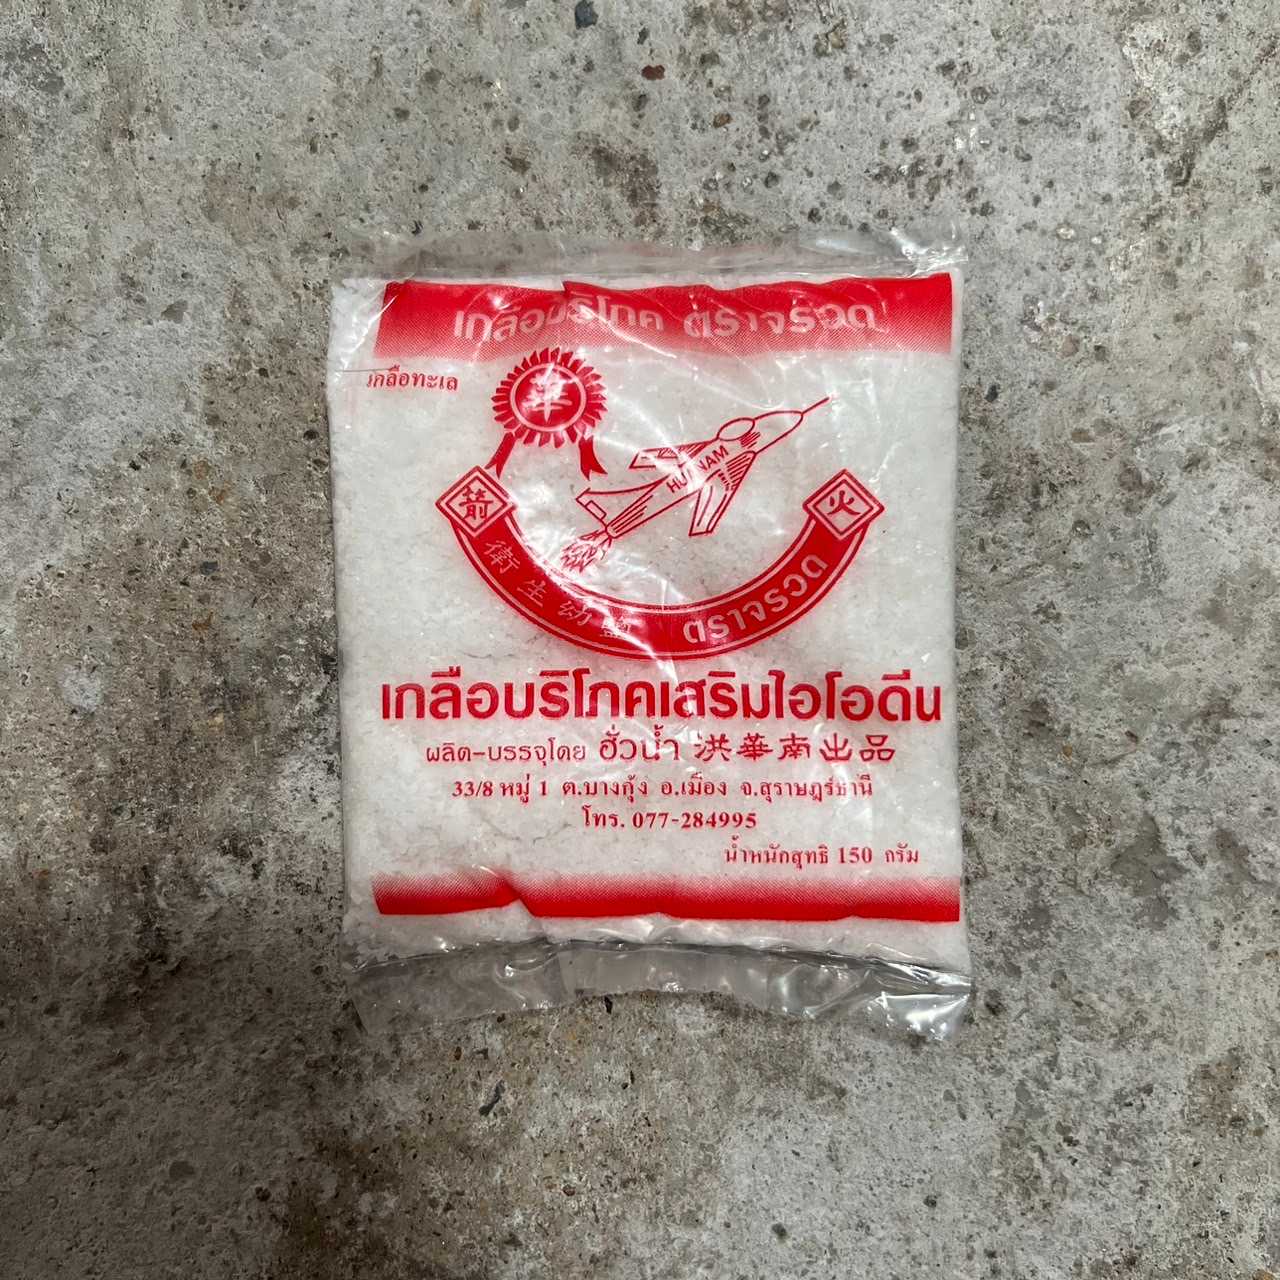 เกลือบริโภค ตราจรวด
เกลือทะเล
華
HUANAM
箭
火
衛生幼鹽 ตราจรวด
เกลือบริโภคเสริมไอโอดีน
ผลิต-บรรจุโดย ฮั่วน้ำ 洪華南出品
33/8 หมู่ 1 ต.บางกุ้ง อ.เมือง จ.สุราษฎร์ธานี
โทร. 077-284995
น้ำหนักสุทธิ 150 กรัม